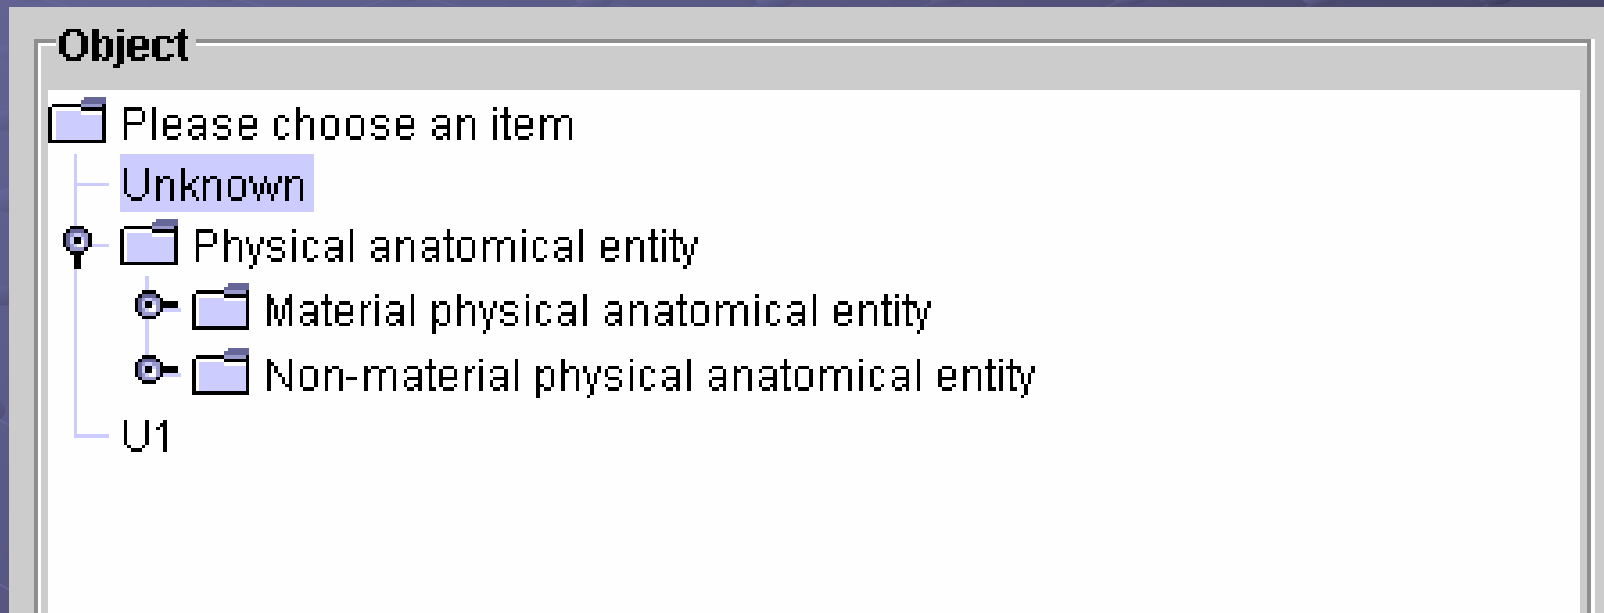 Object
Please choose an item
Unknown
Physical anatomical entity
Material physical anatomical entity
Non-material physical anatomical entity
U1